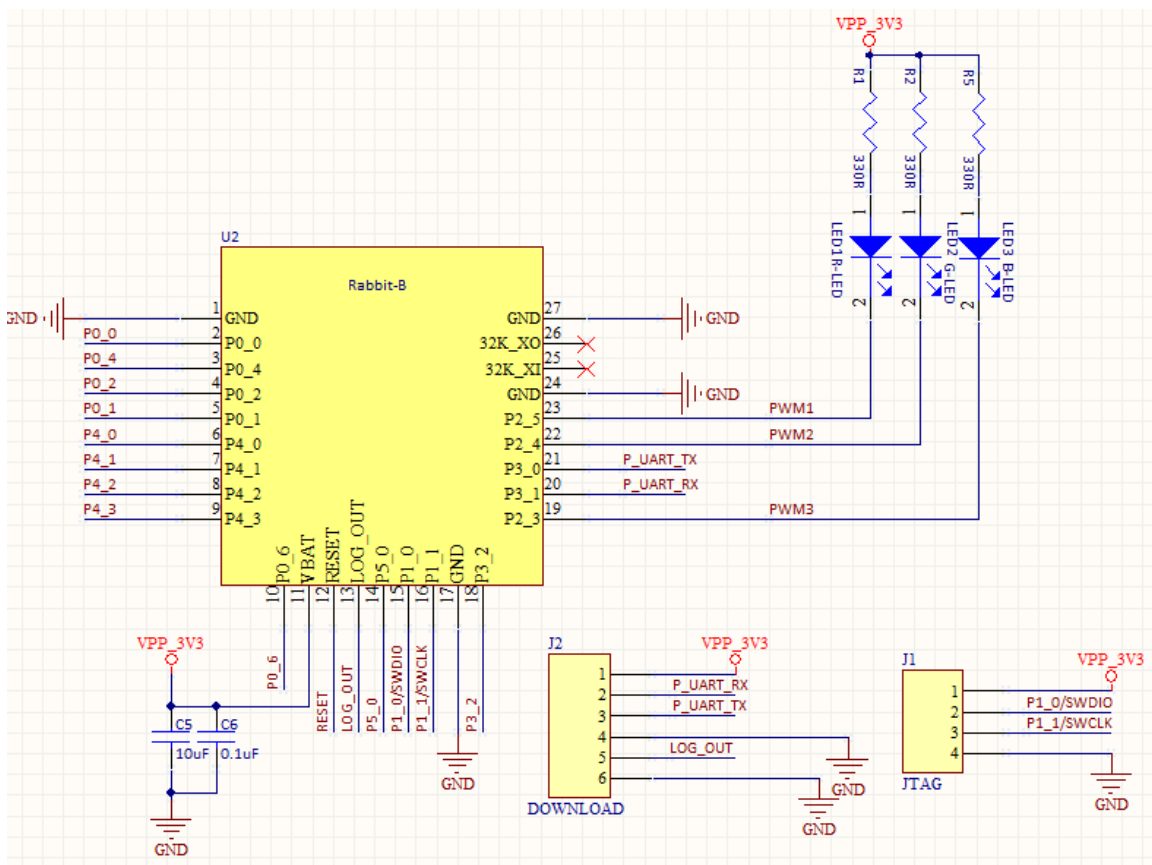 VPP_3V3
R1
R2
R5
330R
330R
330R
1
1
1
LED1R-LED
LED2 G-LED
LED3 B-LED
2
2
2
U2
Rabbit-B
GND
1
GND
P0_0
2
P0_0
P0_4
3
P0_4
P0_2
4
P0_2
P0_1
5
P0_1
P4_0
6
P4_0
P4_1
7
P4_1
P4_2
8
P4_2
P4_3
9
P4_3
GND
27
GND
32K_XO
26
32K_XI
25
GND
24
GND
P2_5
23
PWM1
P2_4
22
PWM2
P3_0
21
P_UART_TX
P3_1
20
P_UART_RX
P2_3
19
PWM3
P0_6
VBAT
RESET
LOG_OUT
P5_0
P1_0
P1_1
GND
P3_2
10
11
12
13
14
15
16
17
18
P0_6
RESET
LOG_OUT
P5_0
P1_0/SWDIO
P1_1/SWCLK
P3_2
GND
VPP_3V3
C5
C6
10uF
0.1uF
GND
J2
VPP_3V3
1
2
P_UART_RX
3
P_UART_TX
4
5
LOG_OUT
6
GND
GND
DOWNLOAD
J1
VPP_3V3
1
2
P1_0/SWDIO
3
P1_1/SWCLK
4
GND
JTAG